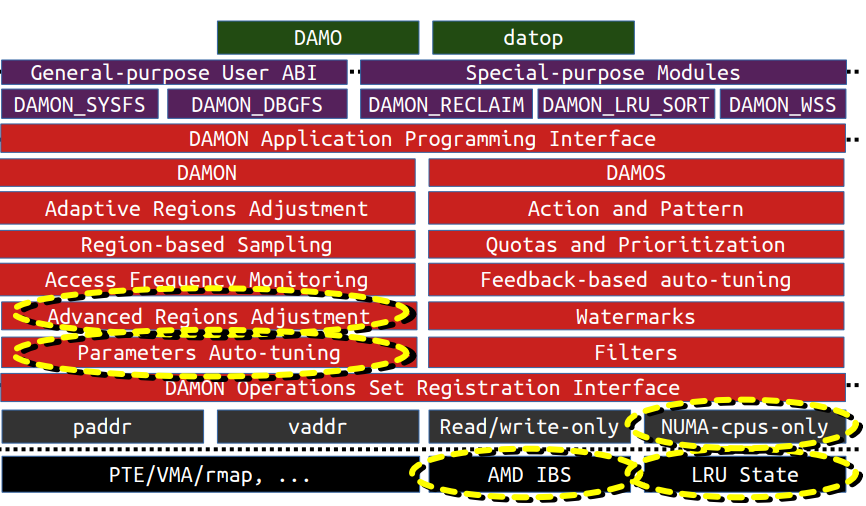 DAMO datop
General-purpose User ABI Special-purpose Modules
DAMON_SYSFS DAMON_DBGFS DAMON_RECLAIM DAMON_LRU_SORT DAMON_WSS
DAMON Application Programming Interface
DAMON DAMOS
Adaptive Regions Adjustment Action and Pattern
Region-based Sampling Quotas and Prioritization
Access Frequency Monitoring Feedback-based auto-tuning
Advanced Regions Adjustment Watermarks
Parameters Auto-tuning Filters
DAMON Operations Set Registration Interface
paddr vaddr Read/write-only NUMA-cpus-only
PTE/VMA/rmap, ... AMD IBS LRU State